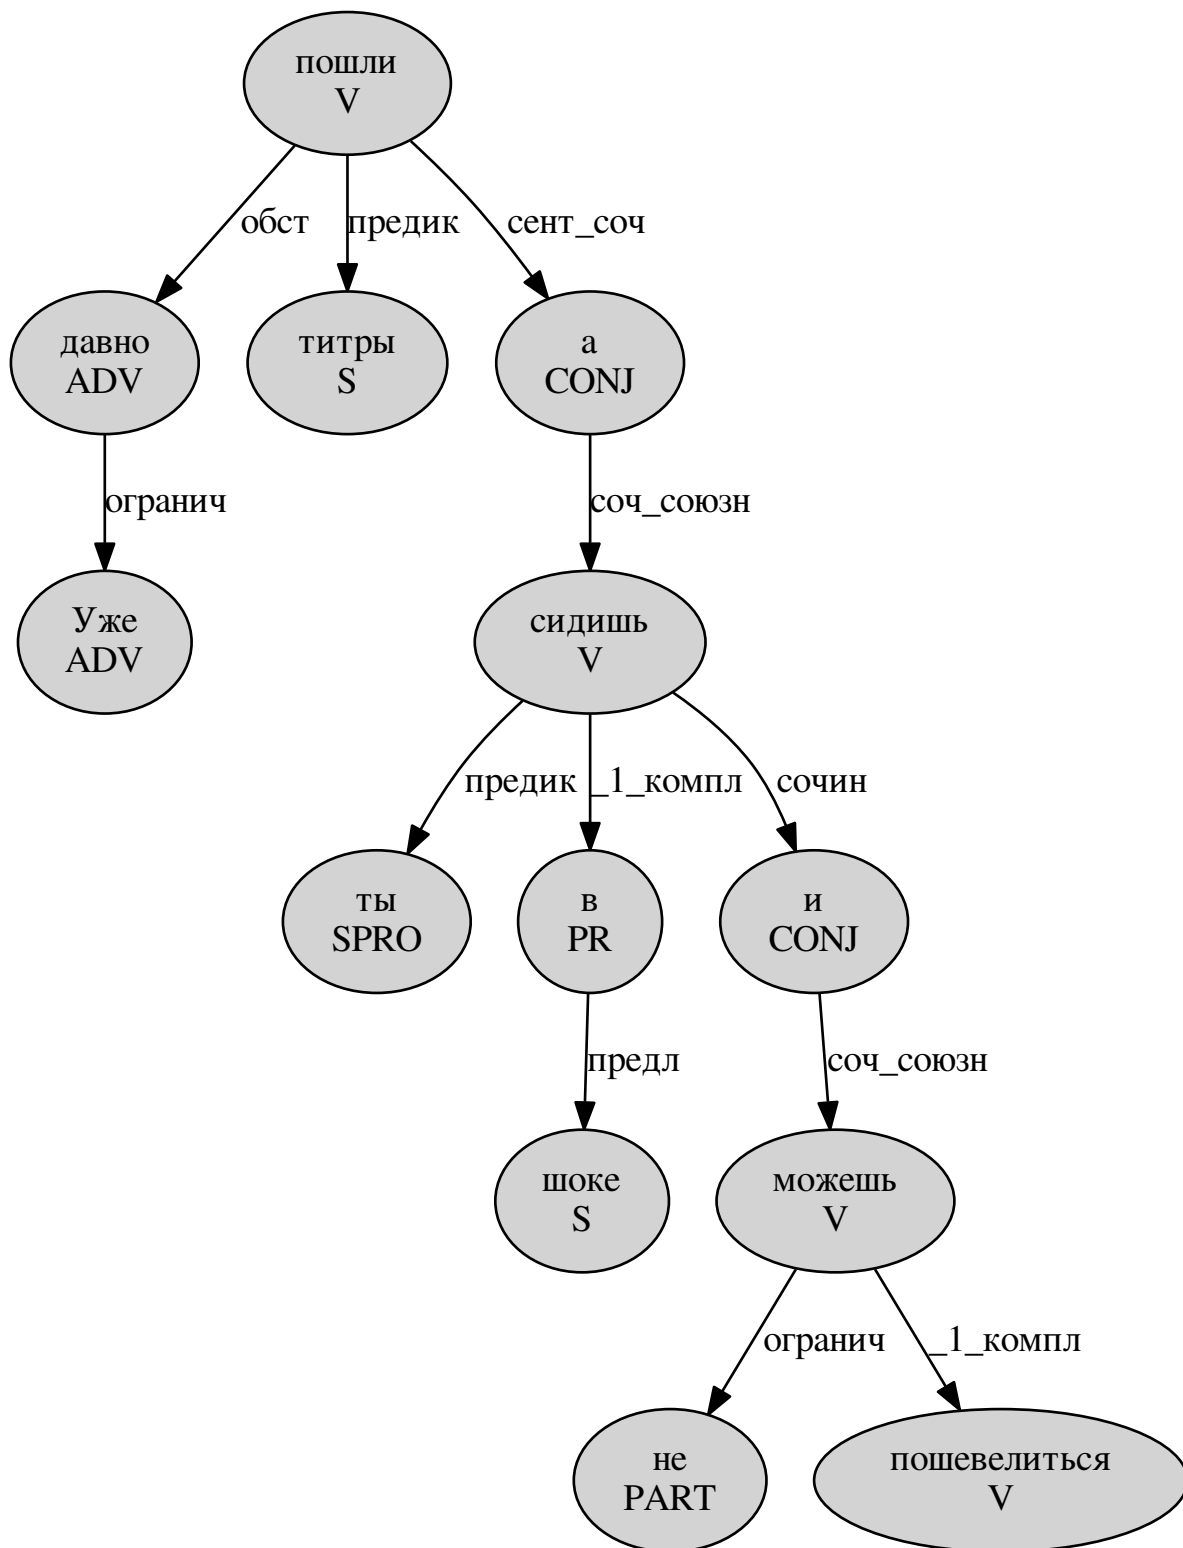 пошли
V
обст
предик
сент_соч
давно
ADV
титры
S
а
CONJ
огранич
соч_союзн
Уже
ADV
сидишь
V
предик
_1_компл
сочин
ты
SPRO
в
PR
и
CONJ
предл
соч_союзн
шоке
S
можешь
V
огранич
_1_компл
не
PART
пошевелиться
V